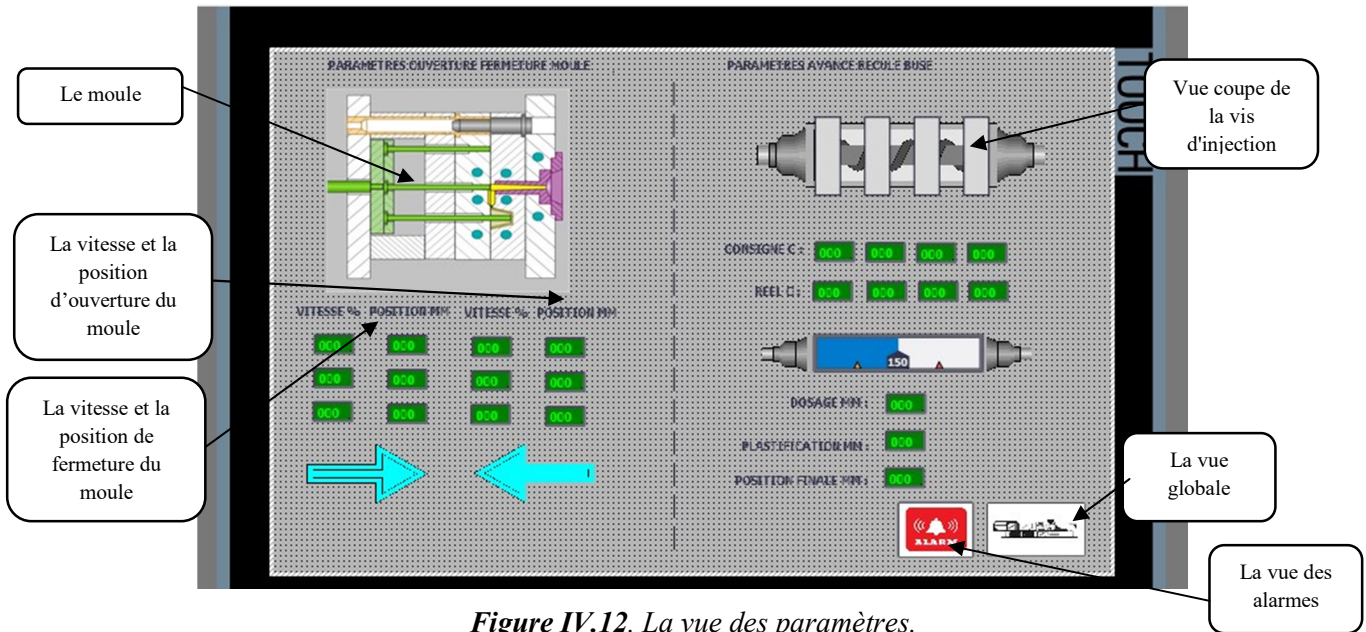 PARAMETRES OUVERTURE FERMETURE MOULE
PARAMETRES AVANCE RECULE BUSE
TOUCH
Le moule
Vue coupe de
la vis
d'injection
La vitesse et la
position
d’ouverture du
moule
CONSIGNE C :
000 000 000 000
REEL C :
000 000 000 000
VITESSE % POSITION MM VITESSE % POSITION MM
000 000 000 000
000 000 000 000
000 000 000 000
150
La vitesse et la
position de
fermeture du
moule
DOSAGE MM :
000
PLASTIFICATION MM :
000
POSITION FINALE MM :
000
La vue
globale
ALARM
La vue des
alarmes
Figure IV.12. La vue des paramètres.